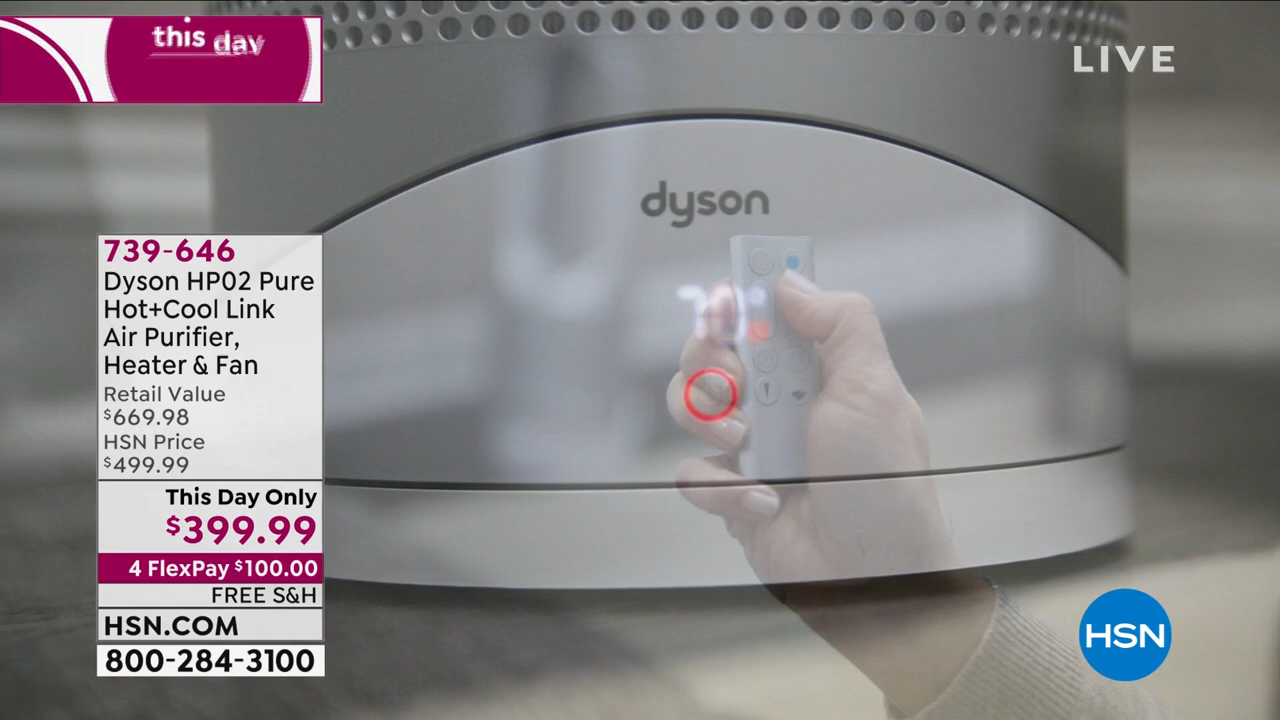 this day
LIVE
dyson
739-646
Dyson HP02 Pure
Hot+Cool Link
Air Purifier,
Heater & Fan
Retail Value
$669.98
HSN Price
$499.99
This Day Only
$399.99
4 FlexPay $100.00
FREE S&H
HSN.COM
800-284-3100
HSN